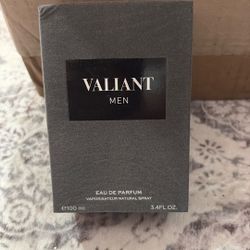 VALIANT
MEN
EAU DE PARFUM
VAPORISATEUR NATURAL SPRAY
℮100 ml 3.4FL.OZ.